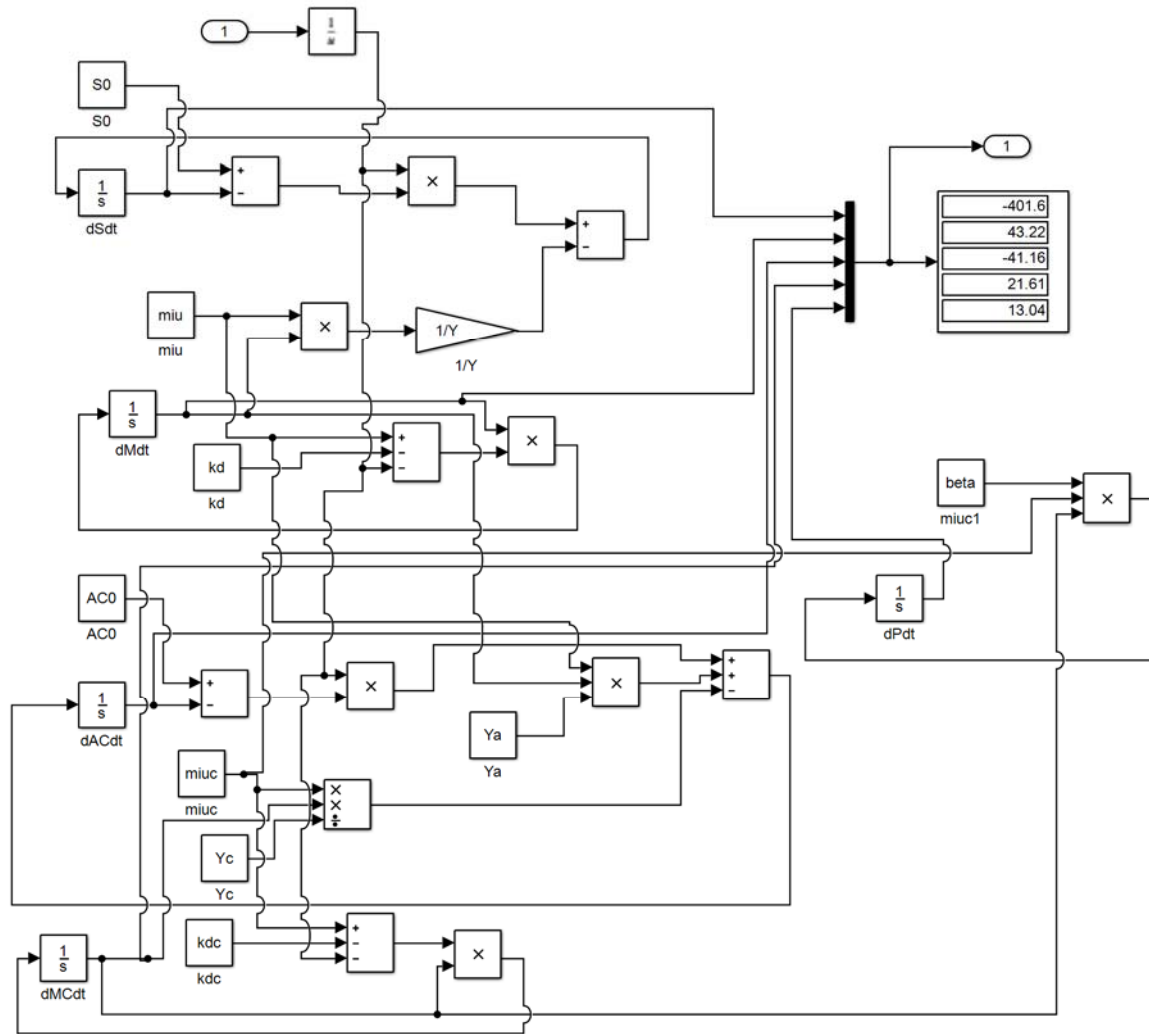 1
S0
S0
×
1
s
dSdt
+
−
+
−
1
-401.6
43.22
-41.16
21.61
13.04
miu
miu
×
1/Y
1/Y
1
s
dMdt
+
−
−
×
kd
kd
beta
miuc1
×
AC0
AC0
1
s
dPdt
+
−
×
×
+
+
−
1
s
dACdt
Ya
Ya
miuc
miuc
×
×
÷
Yc
Yc
kdc
kdc
+
−
−
×
1
s
dMCdt